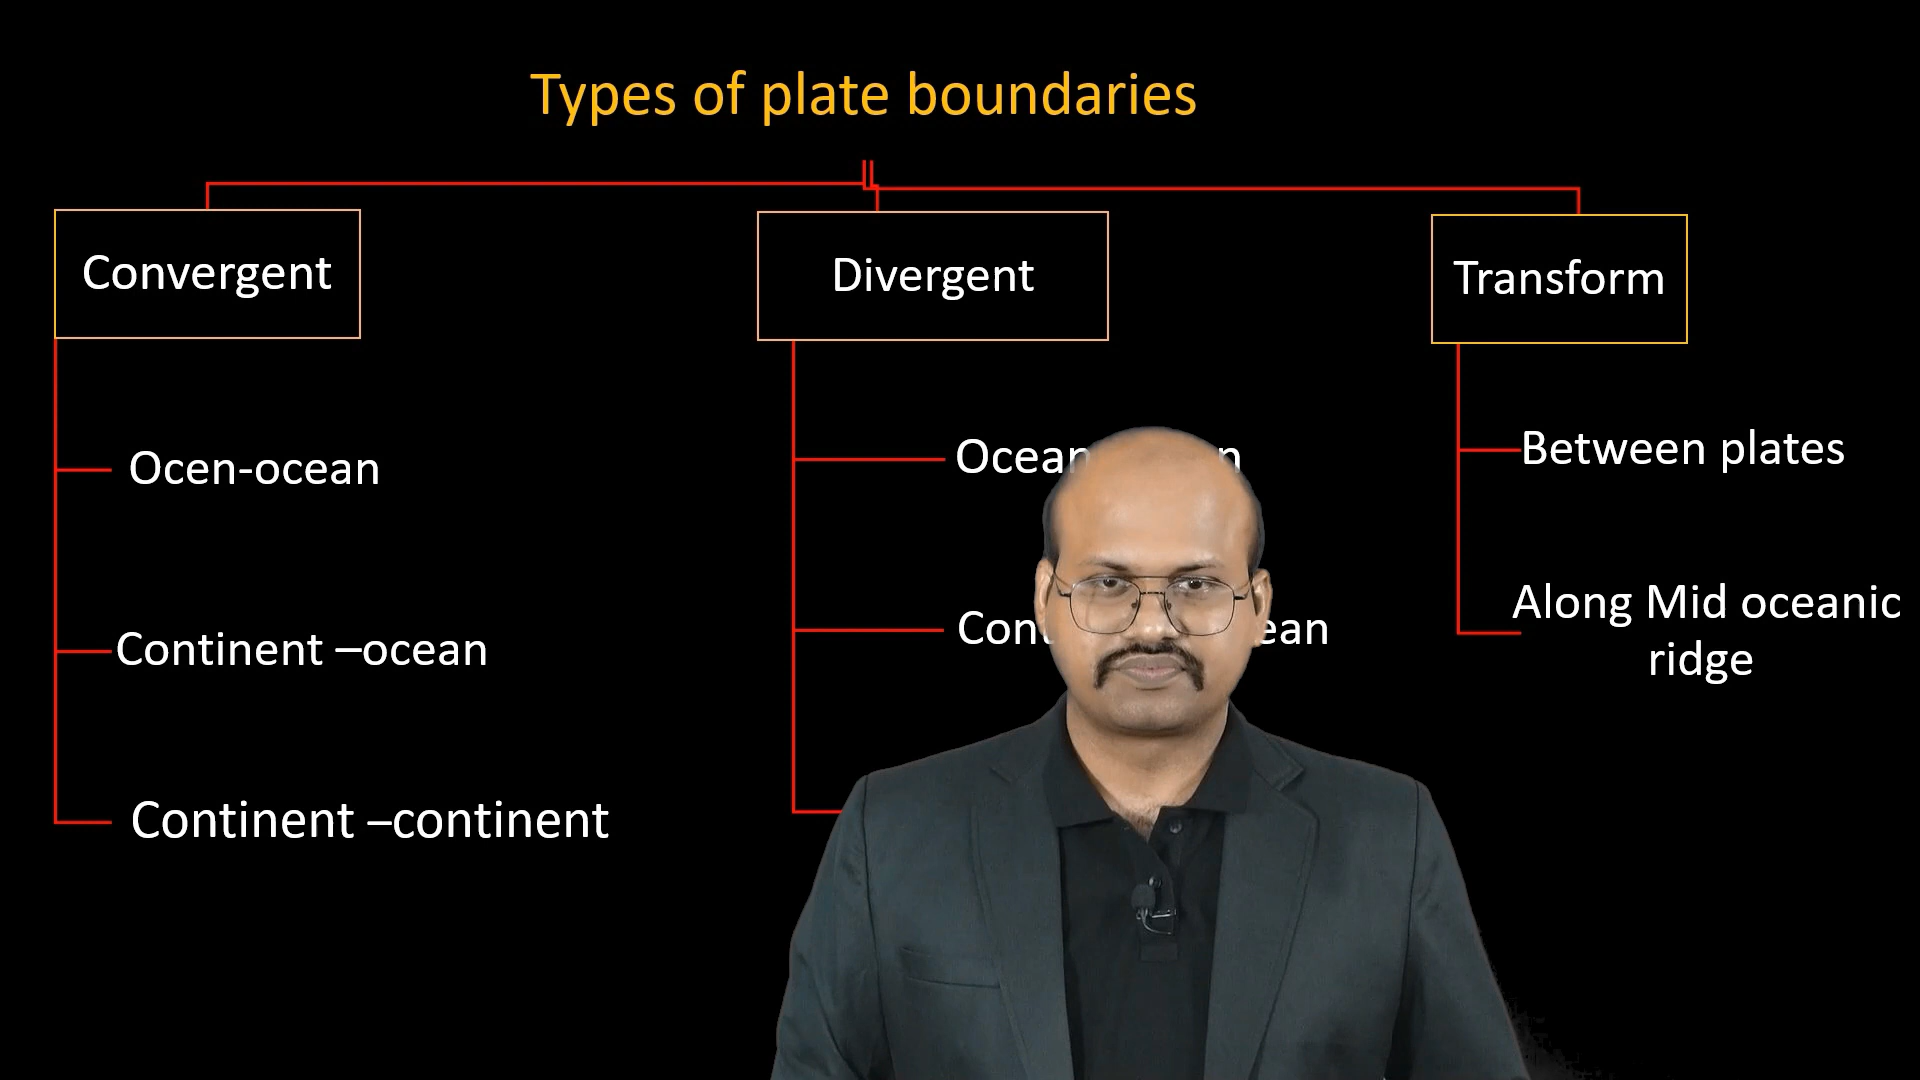 Types of plate boundaries
Convergent
Divergent
Transform
Ocen-ocean
Continent –ocean
Continent –continent
Between plates
Along Mid oceanic
ridge